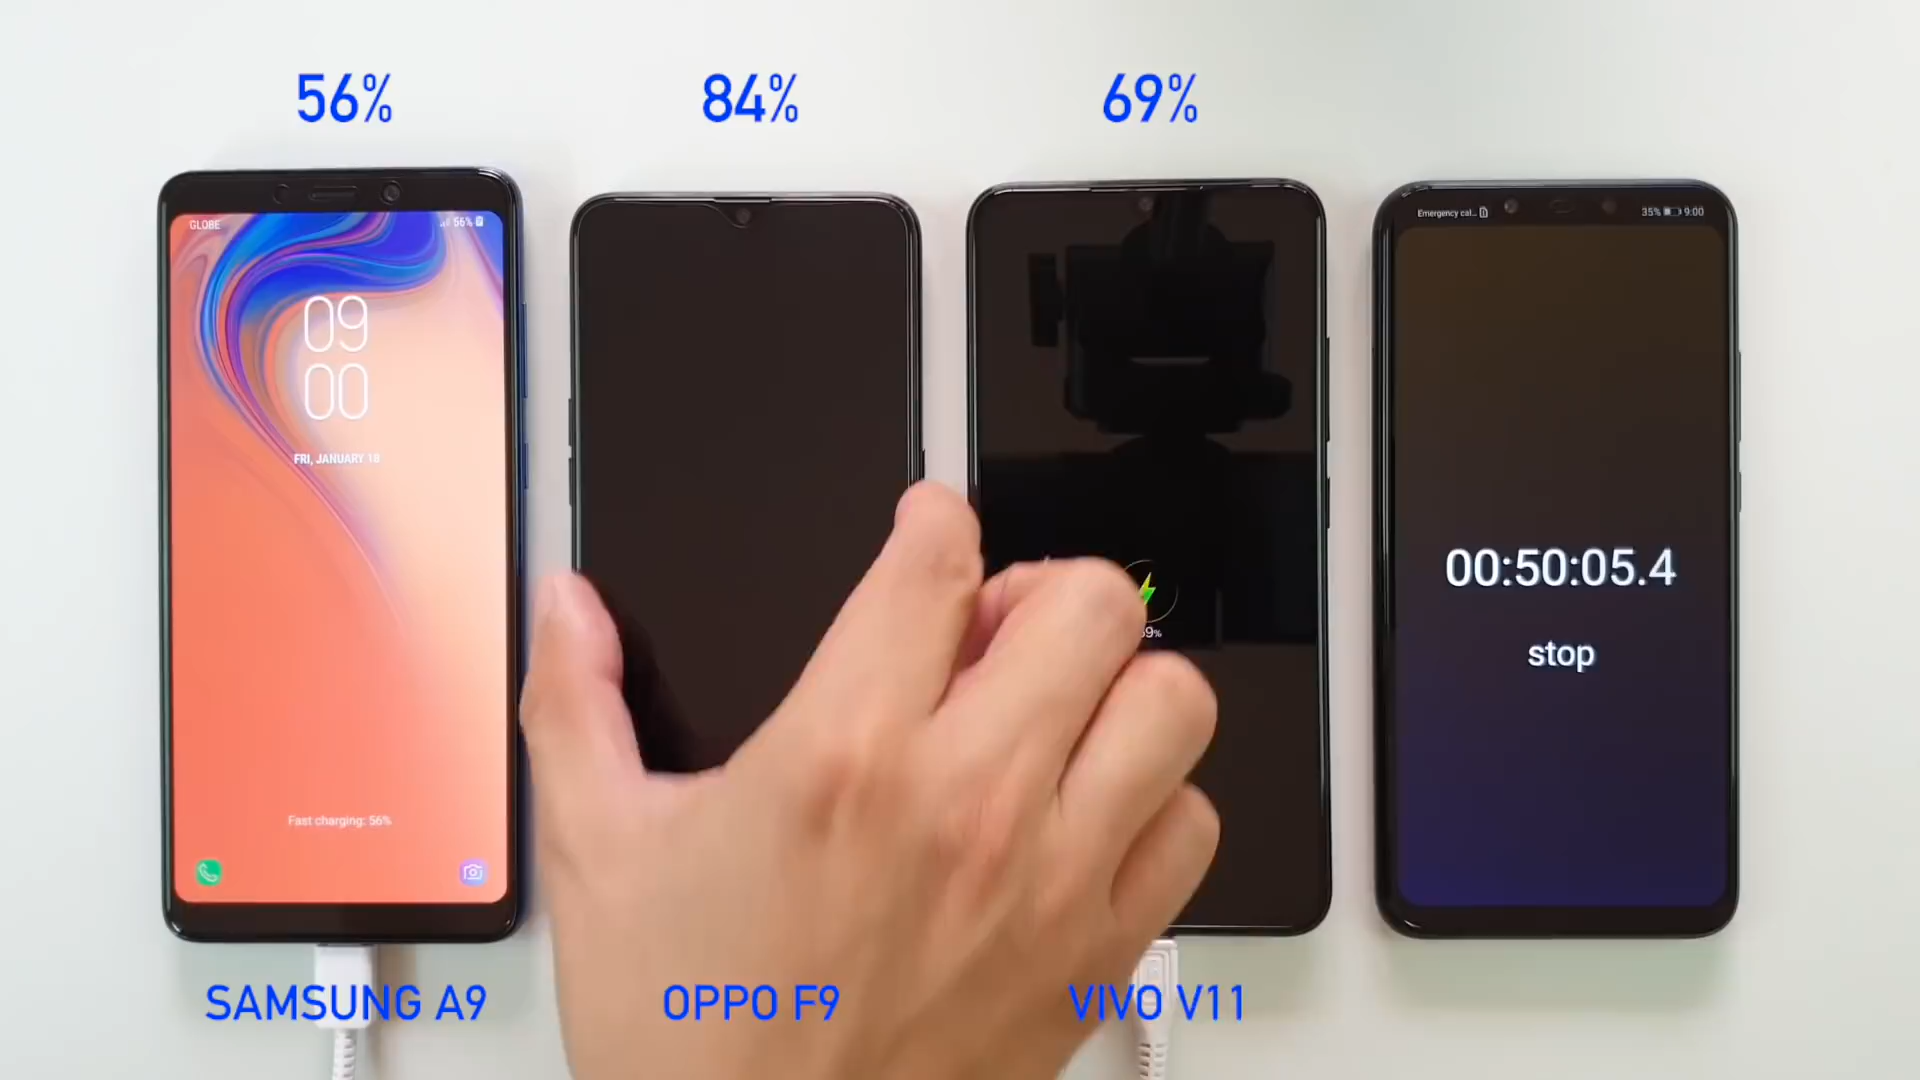 56%
84%
69%
GLOBE
56%
09
00
FRI, JANUARY 18
Fast charging: 56%
Emergency cal...
35%
9:00
00:50:05.4
stop
SAMSUNG A9
OPPO F9
VIVO V11